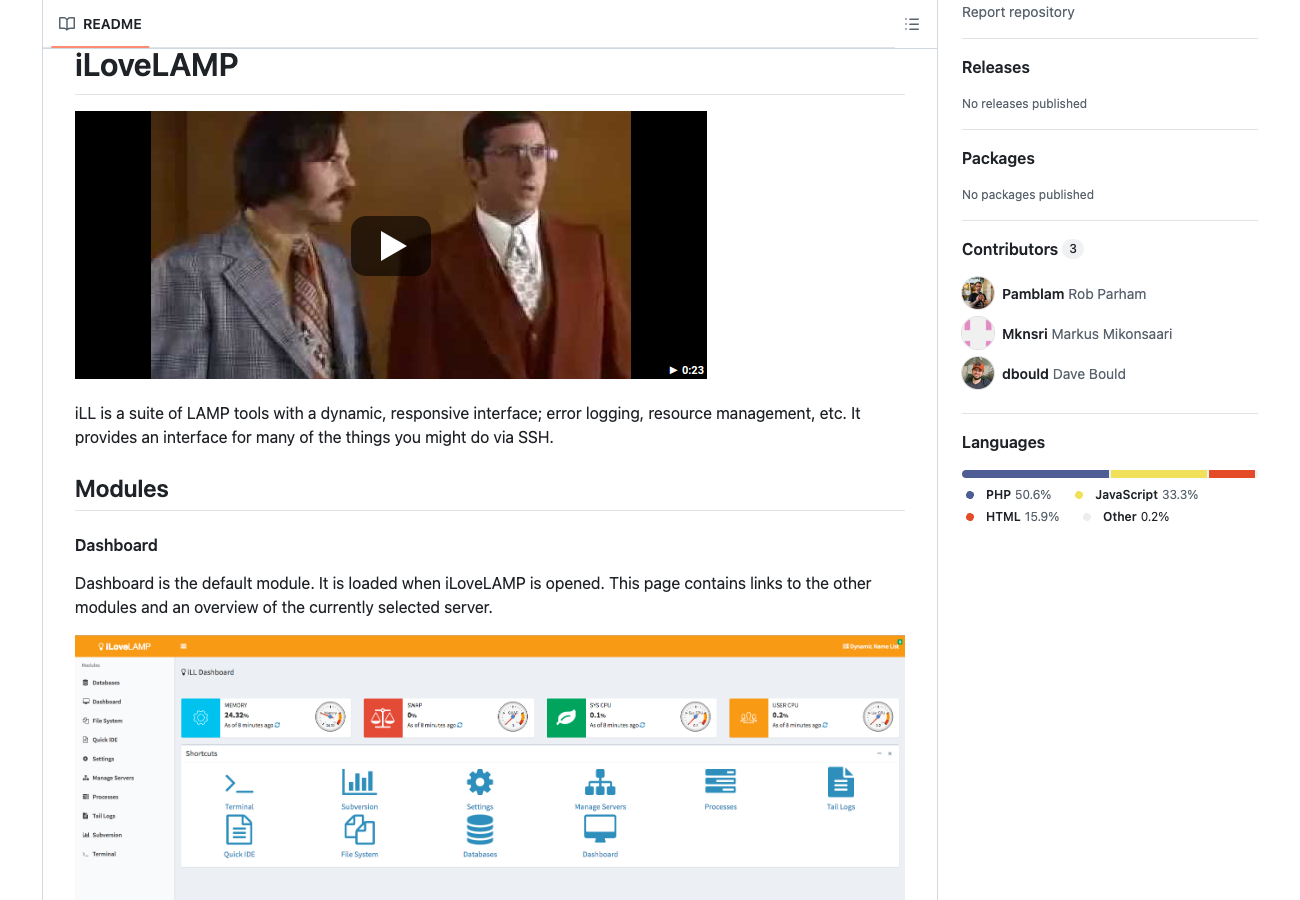 README
iLoveLAMP
0:23
iLL is a suite of LAMP tools with a dynamic, responsive interface; error logging, resource management, etc. It
provides an interface for many of the things you might do via SSH.
Modules
Dashboard
Dashboard is the default module. It is loaded when iLoveLAMP is opened. This page contains links to the other
modules and an overview of the currently selected server.
iLoveLAMP
Dynamic Name List
Modules
Databases
Dashboard
File System
Quick IDE
Settings
Manage Servers
Processes
Tail Logs
Subversion
Terminal
iLL Dashboard
MEMORY
24.32%
As of 8 minutes ago
SWAP
0%
As of 8 minutes ago
SYS CPU
0.1%
As of 8 minutes ago
USER CPU
0.2%
As of 8 minutes ago
Shortcuts
Terminal
Subversion
Settings
Manage Servers
Processes
Tail Logs
Quick IDE
File System
Databases
Dashboard
Report repository
Releases
No releases published
Packages
No packages published
Contributors 3
Pamblam Rob Parham
Mknsri Markus Mikonsaari
dbould Dave Bould
Languages
PHP 50.6%
JavaScript 33.3%
HTML 15.9%
Other 0.2%